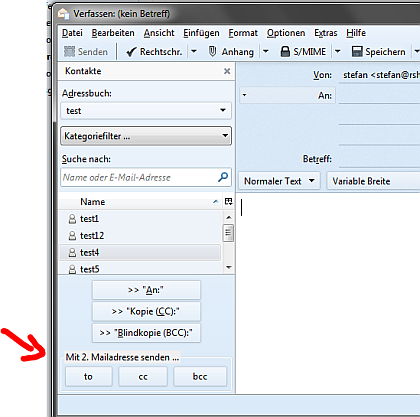 Verfassen: (kein Betreff)
Datei Bearbeiten Ansicht Einfügen Format Optionen Extras Hilfe
Senden Rechtschr. Anhang S/MIME Speichern
Kontakte
Von: stefan <stefan@rsh
Adressbuch:
An:
test
Kategoriefilter ...
Suche nach:
Betreff:
Name oder E-Mail-Adresse
Normaler Text Variable Breite
Name
test1
test12
test4
test5
>> "An:"
>> "Kopie (CC):"
>> "Blindkopie (BCC):"
Mit 2. Mailadresse senden ...
to cc bcc